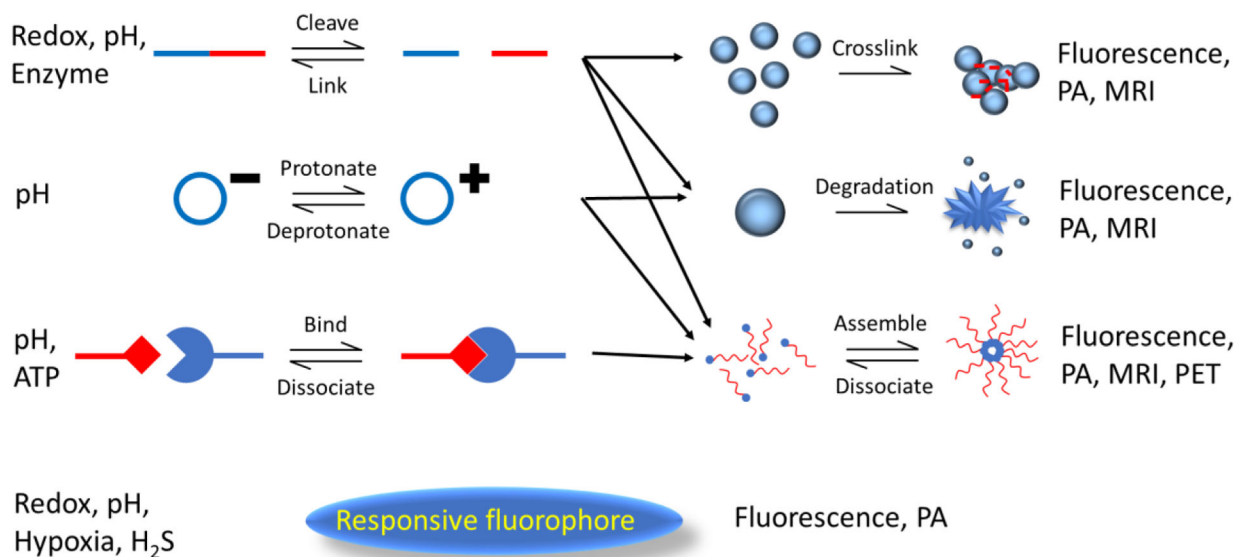 Redox, pH,
Enzyme
Cleave
Link
Crosslink
Fluorescence,
PA, MRI
pH
Protonate
Deprotonate
Degradation
Fluorescence,
PA, MRI
pH,
ATP
Bind
Dissociate
Assemble
Dissociate
Fluorescence,
PA, MRI, PET
Redox, pH,
Hypoxia, H₂S
Responsive fluorophore
Fluorescence, PA